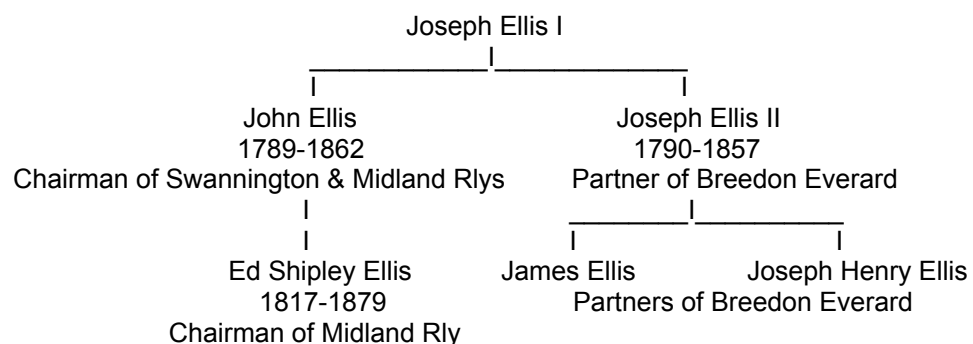 Joseph Ellis I
John Ellis Joseph Ellis II
1789-1862 1790-1857
Chairman of Swannington & Midland Rlys Partner of Breedon Everard
Ed Shipley Ellis James Ellis Joseph Henry Ellis
1817-1879 Partners of Breedon Everard
Chairman of Midland Rly